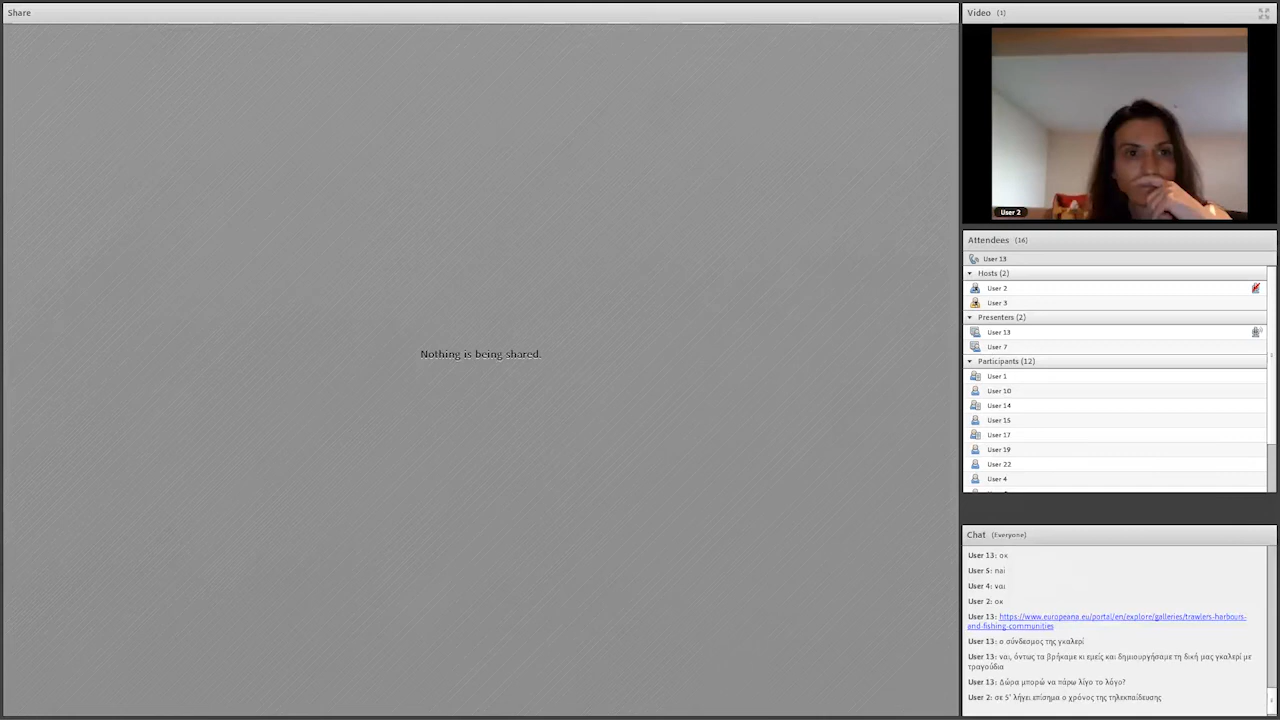 Share
Nothing is being shared.
Video (1)
User 2
Attendees (16)
User 13
Hosts (2)
User 2
User 3
Presenters (2)
User 13
User 7
Participants (12)
User 1
User 10
User 14
User 15
User 17
User 19
User 22
User 4
Chat (Everyone)
User 13: οκ
User 5: nai
User 4: ναι
User 2: οκ
User 13: https://www.europeana.eu/portal/en/explore/galleries/trawlers-harbours-
and-fishing-communities
User 13: ο σύνδεσμος της γκαλερί
User 13: ναι, όντως τα βρήκαμε κι εμείς και δημιουργήσαμε τη δική μας γκαλερί με
τραγούδια
User 13: Δώρα μπορώ να πάρω λίγο το λόγο?
User 2: σε 5' λήγει επίσημα ο χρόνος της τηλεκπαίδευσης